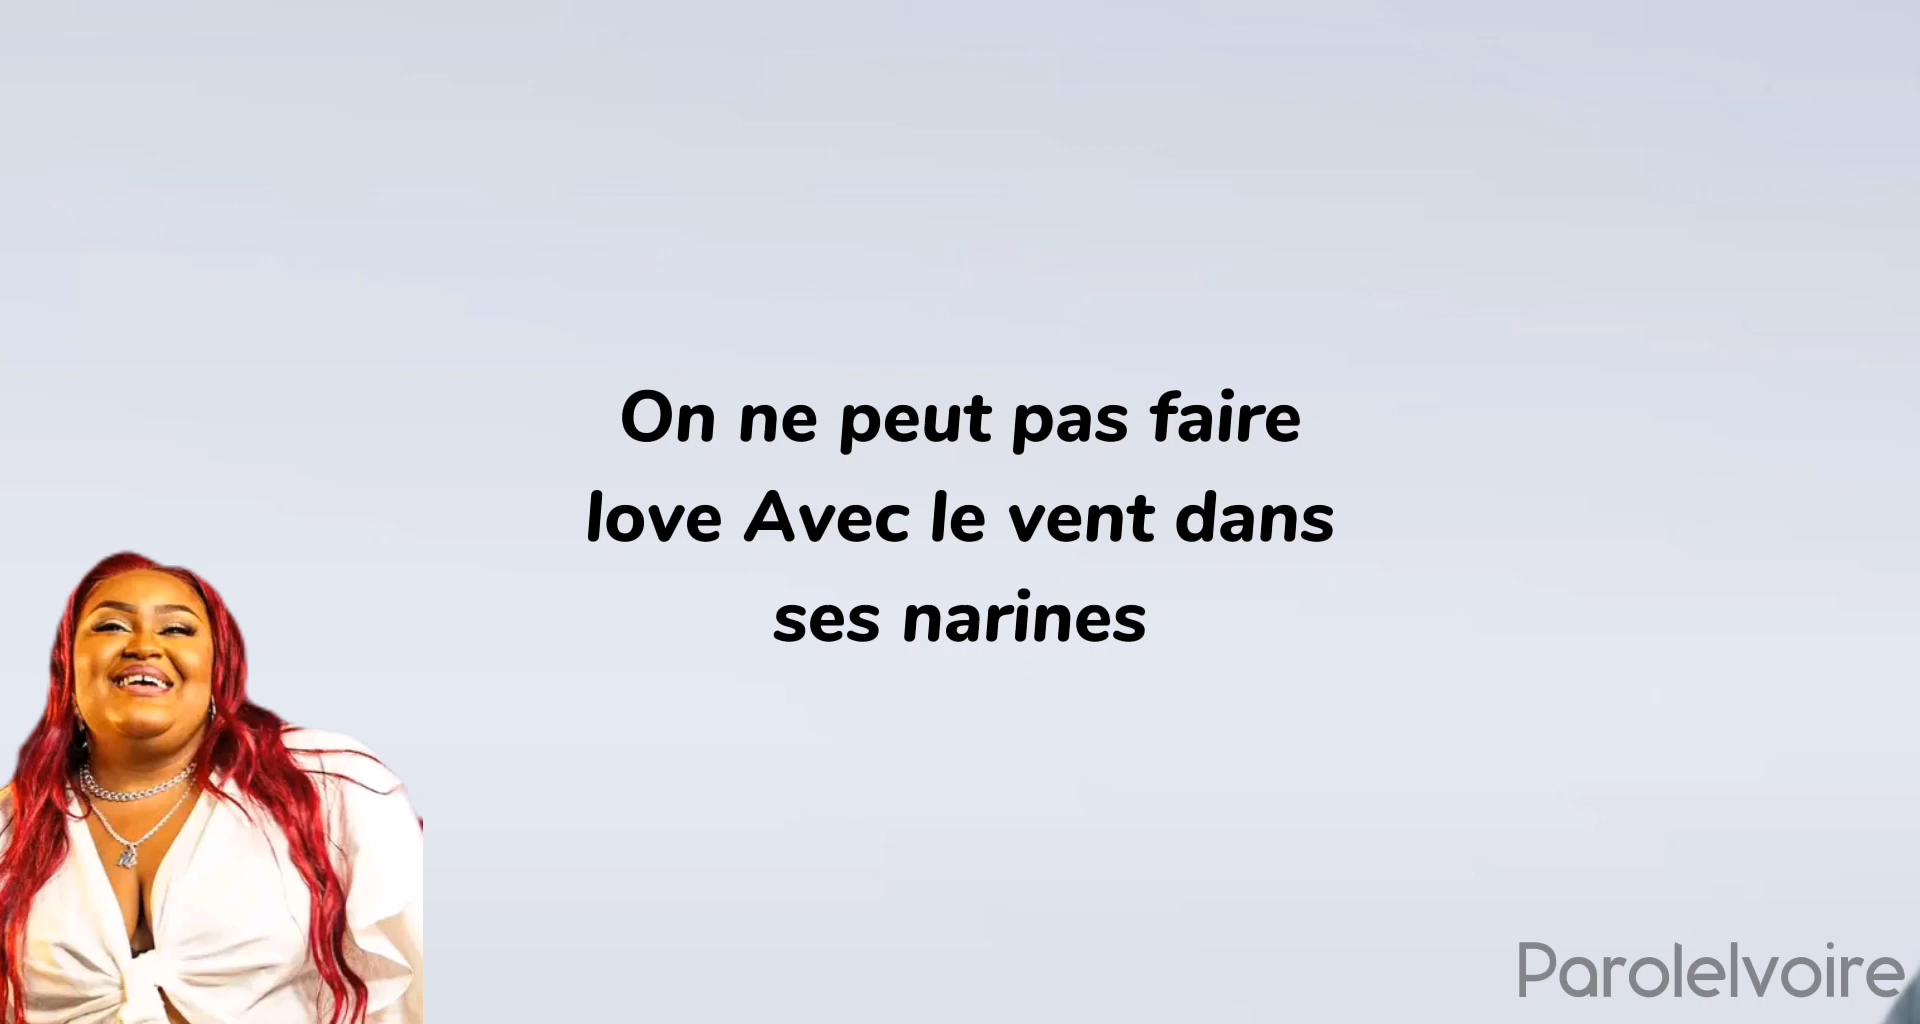 On ne peut pas faire
love Avec le vent dans
ses narines
ParoleIvoire